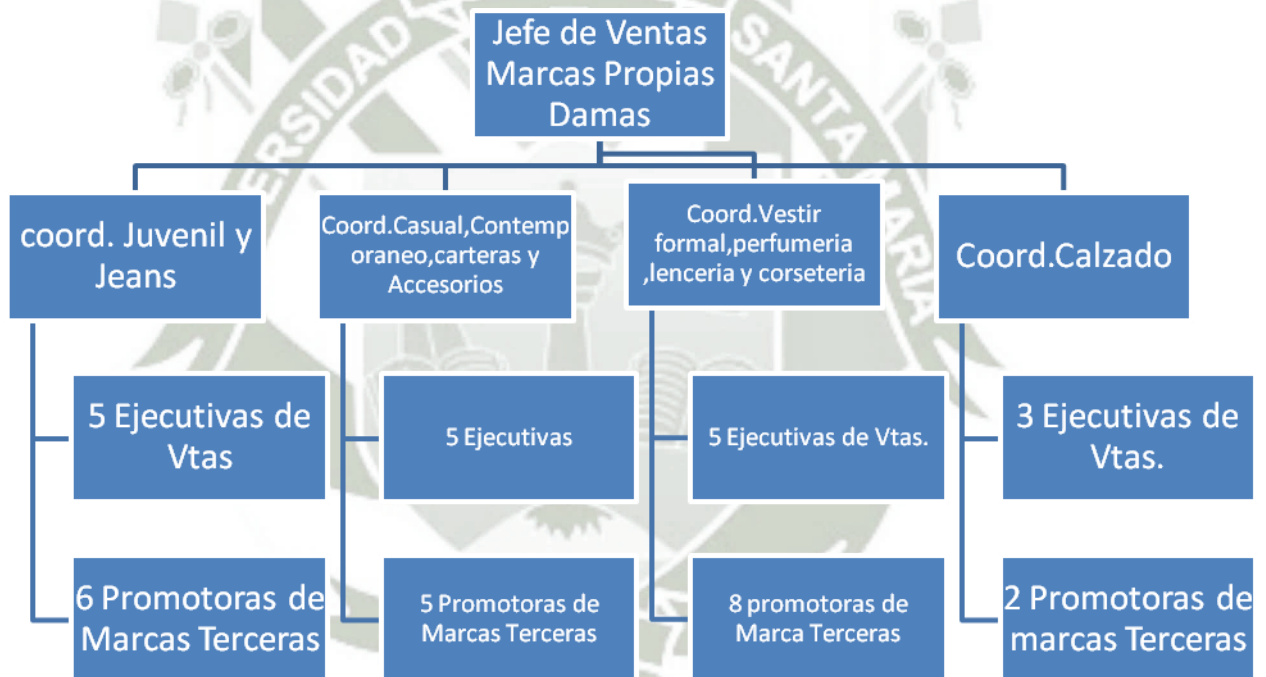 Jefe de Ventas
Marcas Propias
Damas
coord. Juvenil y
Jeans
Coord.Casual,Contemp
oraneo,carteras y
Accesorios
Coord.Vestir
formal,perfumeria
,lenceria y corseteria
Coord.Calzado
5 Ejecutivas de
Vtas
5 Ejecutivas
5 Ejecutivas de Vtas.
3 Ejecutivas de
Vtas.
6 Promotoras de
Marcas Terceras
5 Promotoras de
Marcas Terceras
8 promotoras de
Marca Terceras
2 Promotoras de
marcas Terceras
ERSIDAD
SANTA MARIA